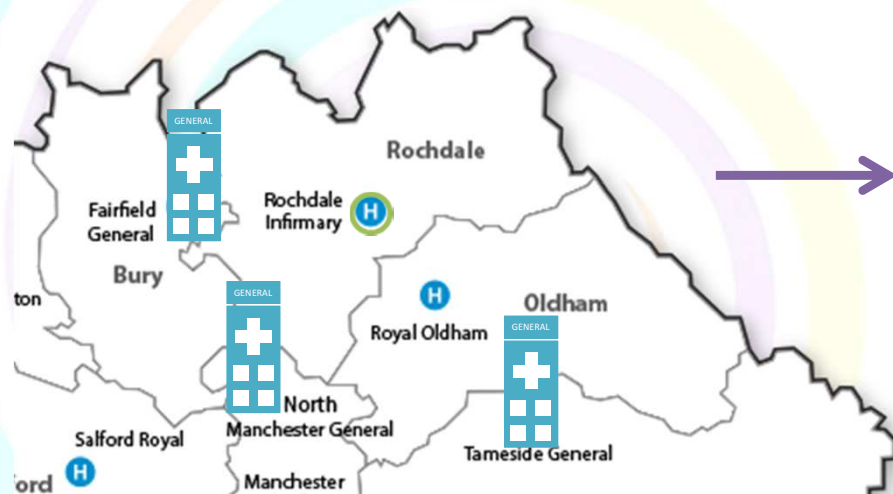 GENERAL
Rochdale
Fairfield
General
Rochdale
Infirmary
H
Bury
GENERAL
ton
H
Oldham
Royal Oldham
GENERAL
North
Manchester General
Salford Royal
Tameside General
H
ord
Manchester